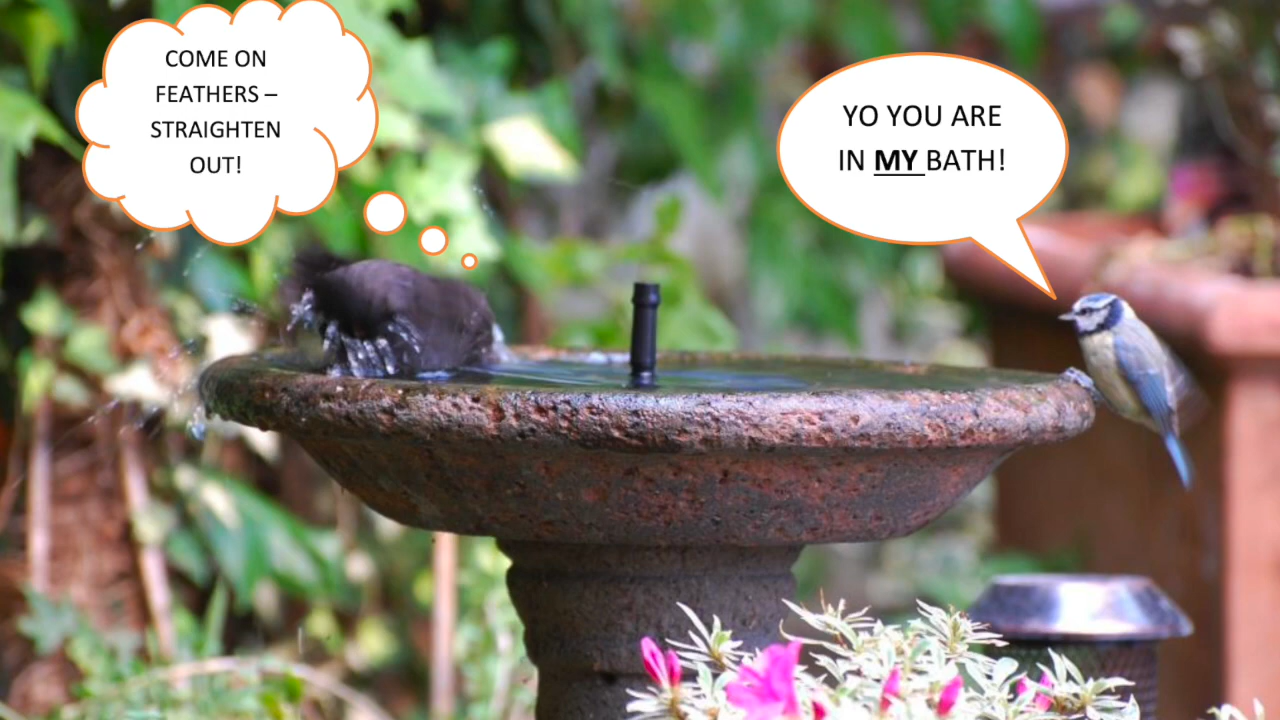 COME ON
FEATHERS –
STRAIGHTEN
OUT!
YO YOU ARE
IN MY BATH!